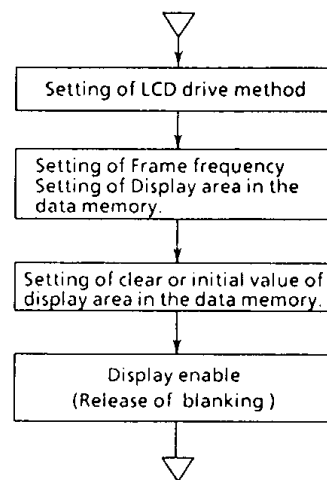 Setting of LCD drive method
Setting of Frame frequency
Setting of Display area in the
data memory.
Setting of clear or initial value of
display area in the data memory.
Display enable
(Release of blanking)